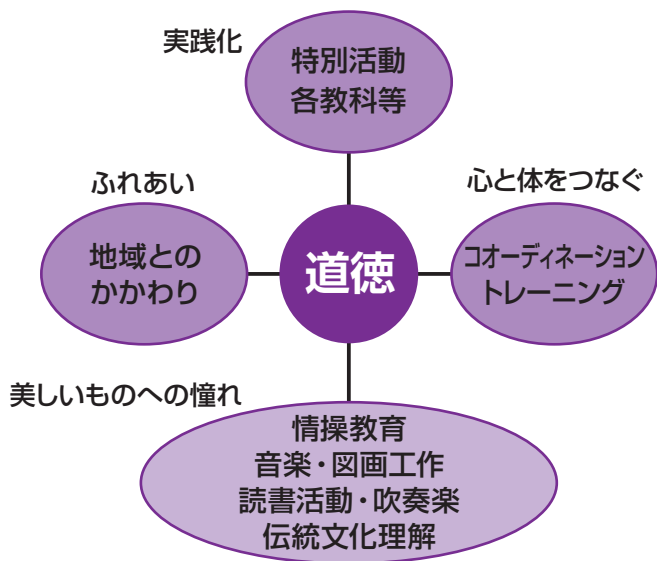 実践化
特別活動
各教科等
ふれあい
地域との
かかわり
道徳
心と体をつなぐ
コオーディネーション
トレーニング
美しいものへの憧れ
情操教育
音楽・図画工作
読書活動・吹奏楽
伝統文化理解